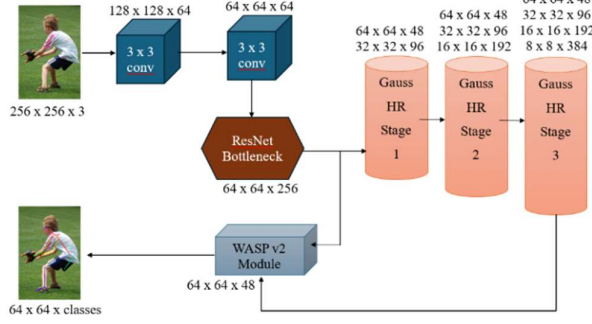 128 x 128 x 64
64 x 64 x 64
3 x 3
conv
3 x 3
conv
256 x 256 x 3
64 x 64 x 48
32 x 32 x 96
64 x 64 x 48
32 x 32 x 96
16 x 16 x 192
64 x 64 x 48
32 x 32 x 96
16 x 16 x 192
8 x 8 x 384
Gauss
HR
Stage
1
Gauss
HR
Stage
2
Gauss
HR
Stage
3
ResNet
Bottleneck
64 x 64 x 256
WASP v2
Module
64 x 64 x 48
64 x 64 x classes